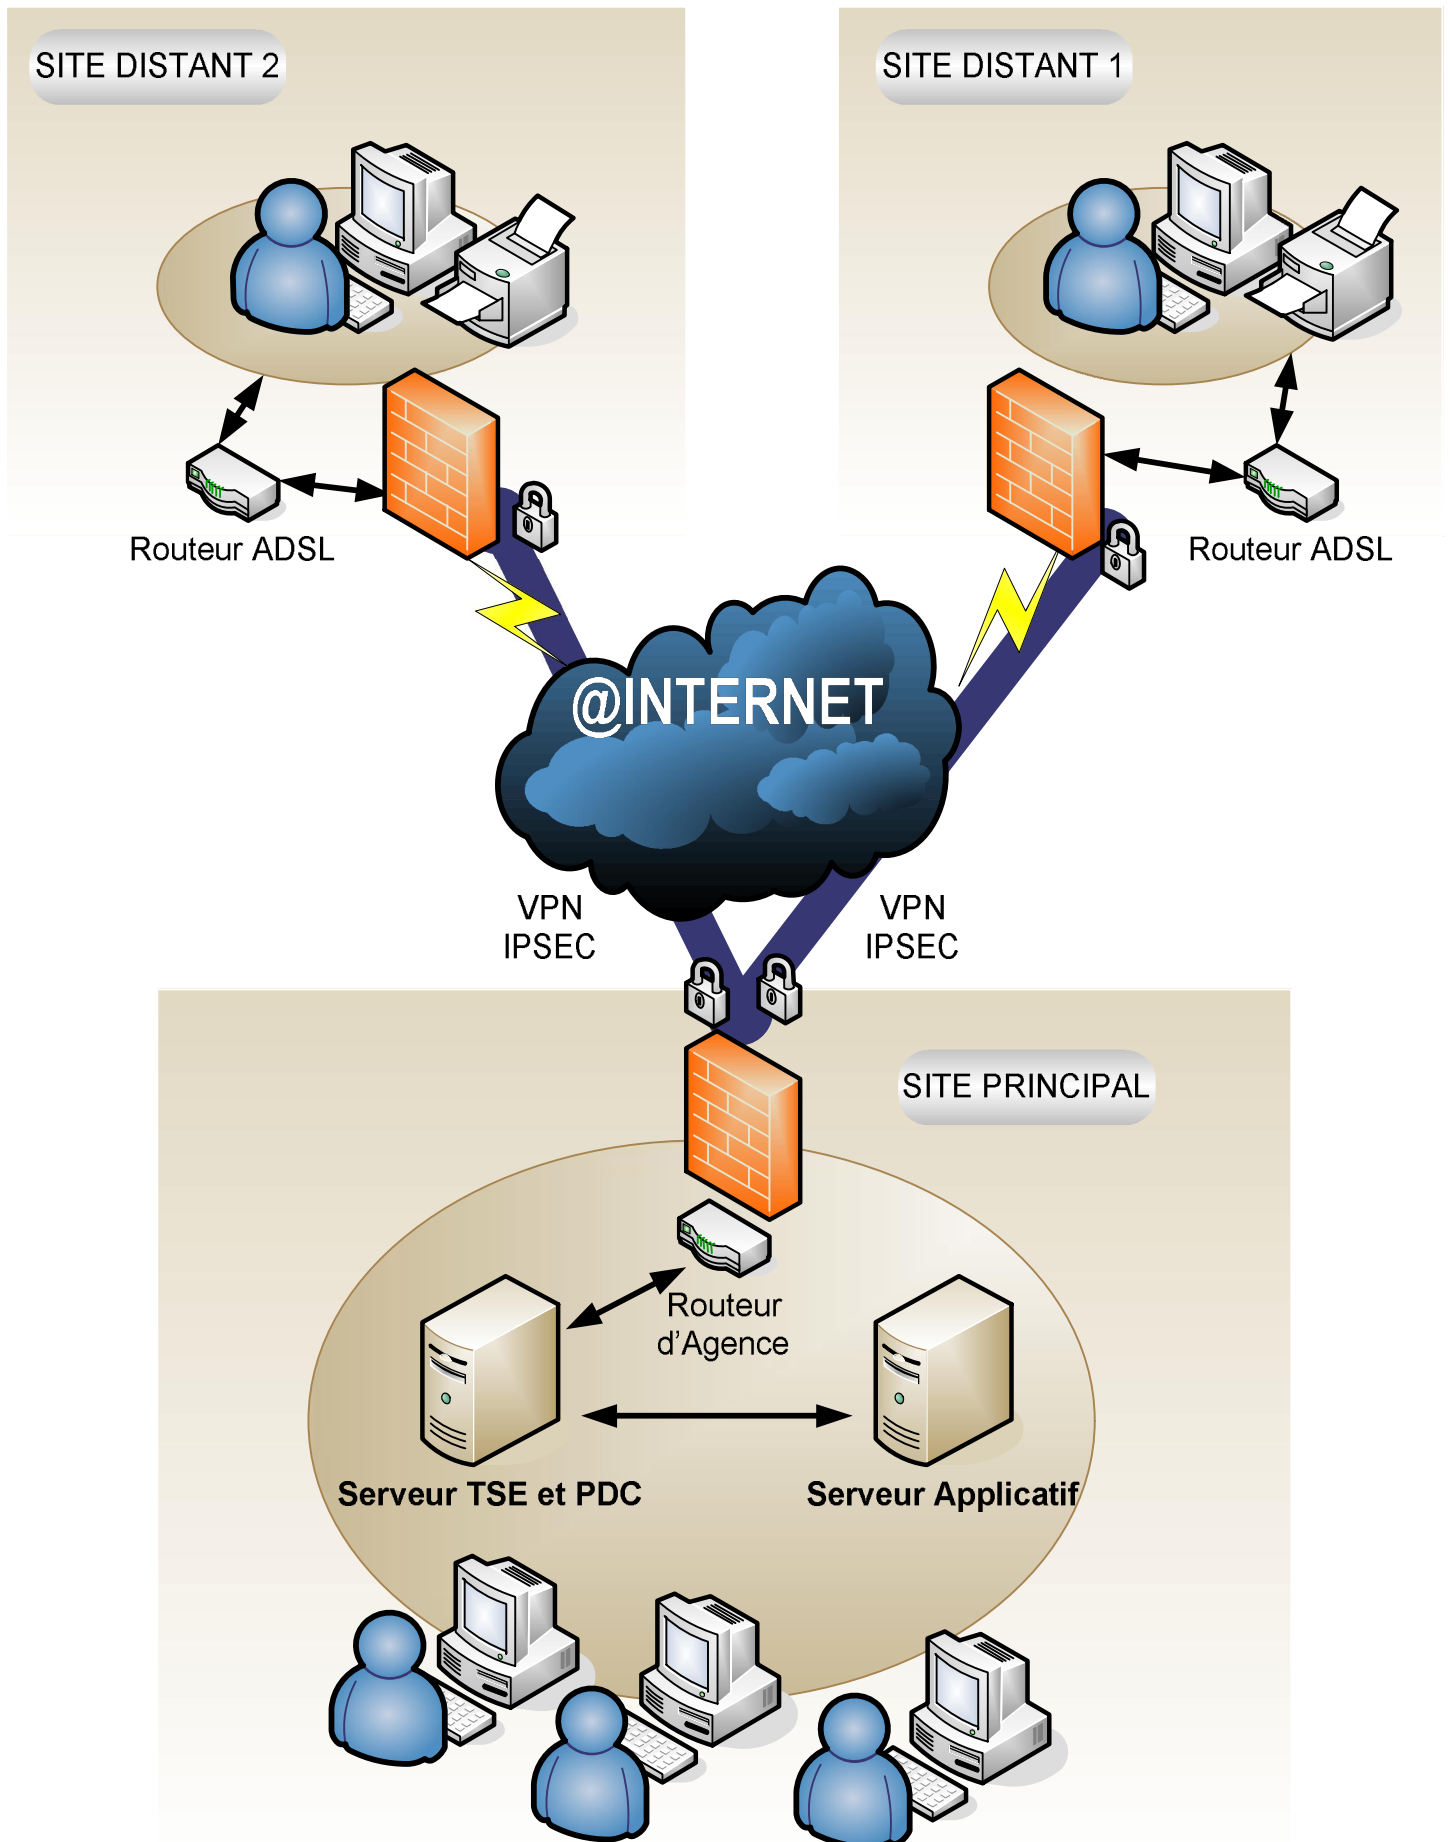 SITE DISTANT 2
SITE DISTANT 1
Routeur ADSL
Routeur ADSL
@INTERNET
VPN
IPSEC
VPN
IPSEC
SITE PRINCIPAL
Routeur
d'Agence
Serveur TSE et PDC
Serveur Applicatif